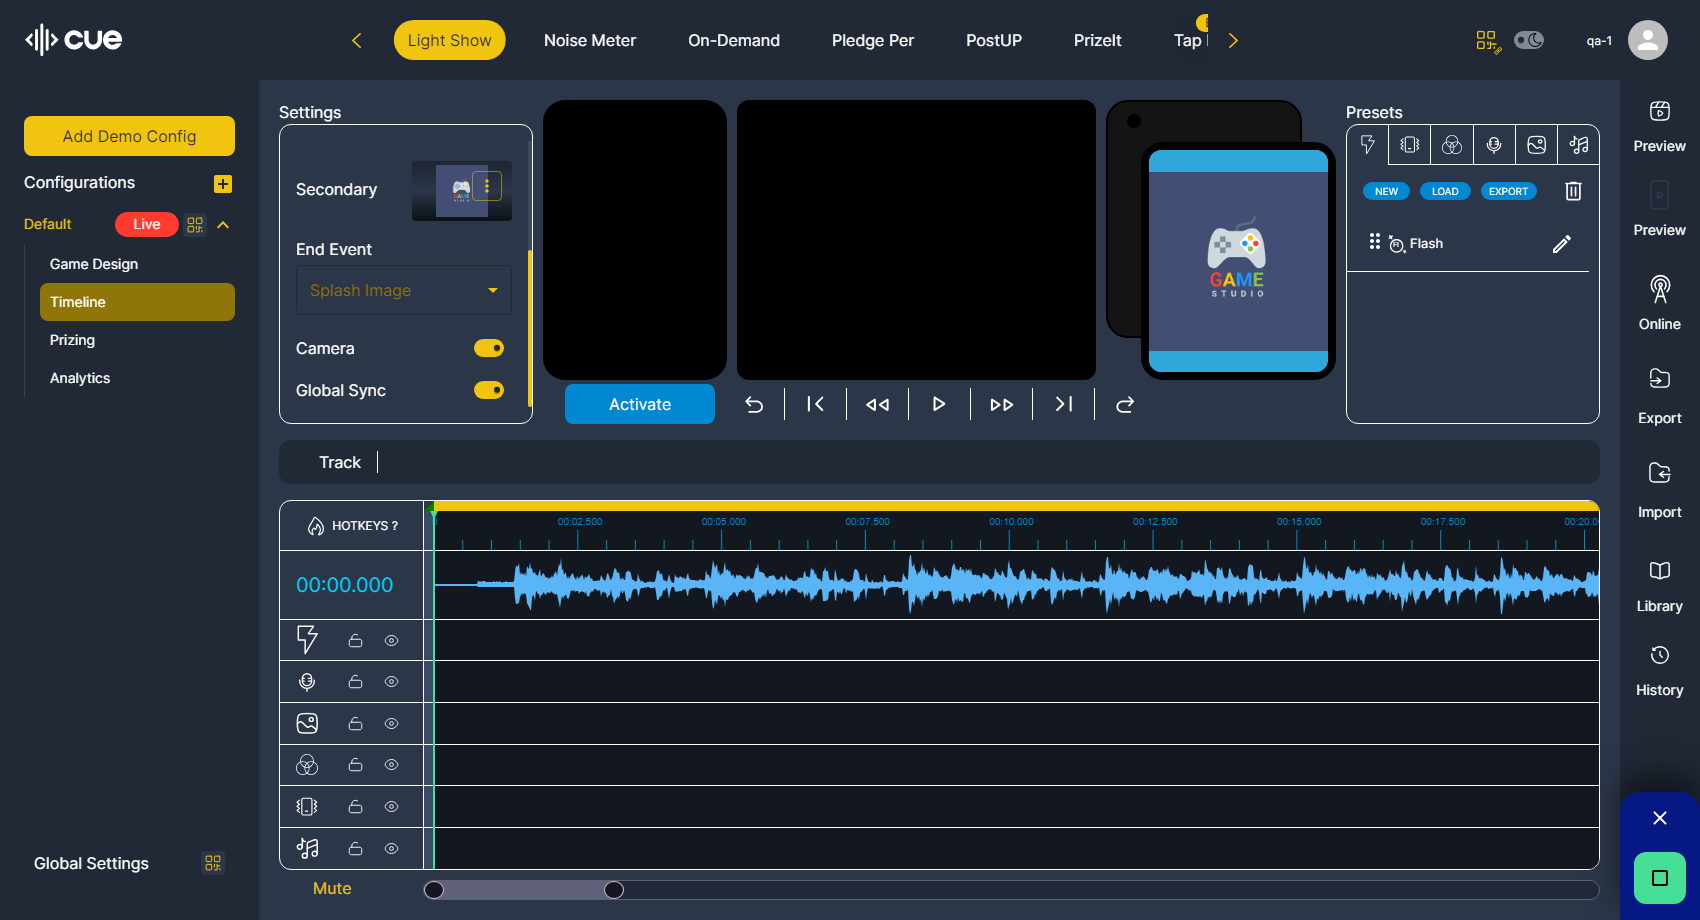 cue
Light Show
Noise Meter
On-Demand
Pledge Per
PostUP
PrizeIt
Tap
qa-1
Add Demo Config
Configurations
Default
Live
Game Design
Timeline
Prizing
Analytics
Global Settings
Settings
Secondary
End Event
Splash Image
Camera
Global Sync
GAME
STUDIO
Activate
Presets
NEW
LOAD
EXPORT
Fl
Flash
Preview
Preview
Online
Export
Import
Library
History
Track
HOTKEYS ?
00:02.500
00:05.000
00:07.500
00:10.000
00:12.500
00:15.000
00:17.500
00:20.0
00:00.000
Mute